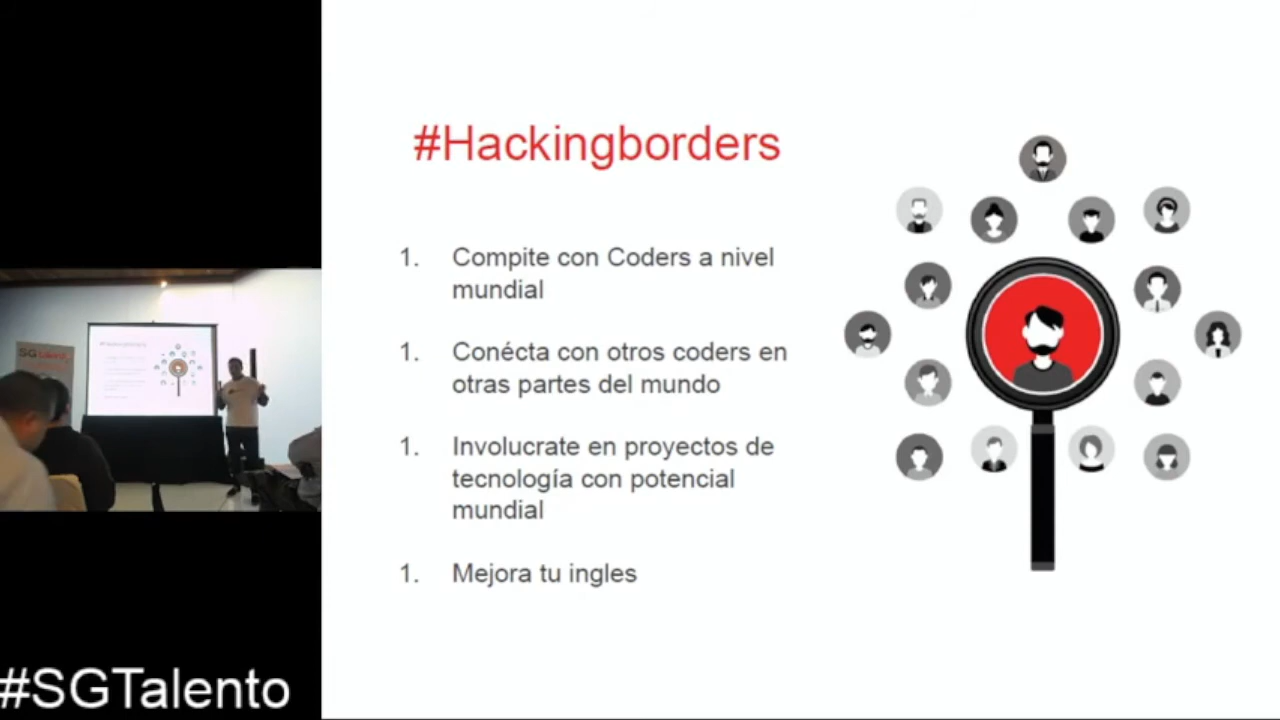 #Hackingborders
1. Compite con Coders a nivel
mundial
1. Conécta con otros coders en
otras partes del mundo
1. Involucrate en proyectos de
tecnología con potencial
mundial
1. Mejora tu ingles
SG
#SGTalento